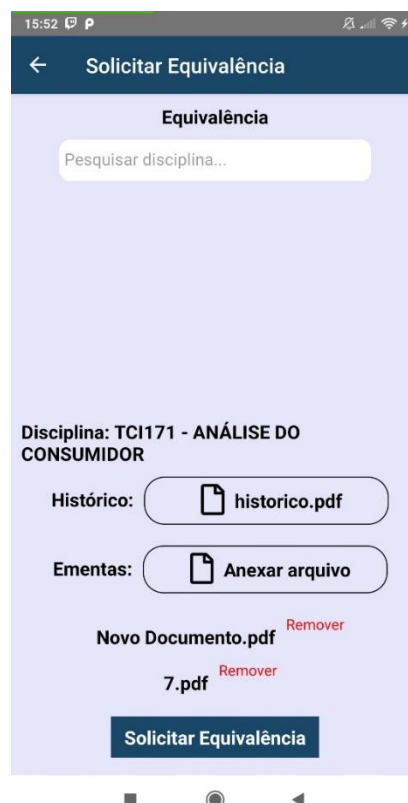 15:52
Solicitar Equivalência
Equivalência
Pesquisar disciplina...
Disciplina: TCI171 - ANÁLISE DO
CONSUMIDOR
Histórico: historico.pdf
Ementas: Anexar arquivo
Novo Documento.pdf Remover
7.pdf Remover
Solicitar Equivalência